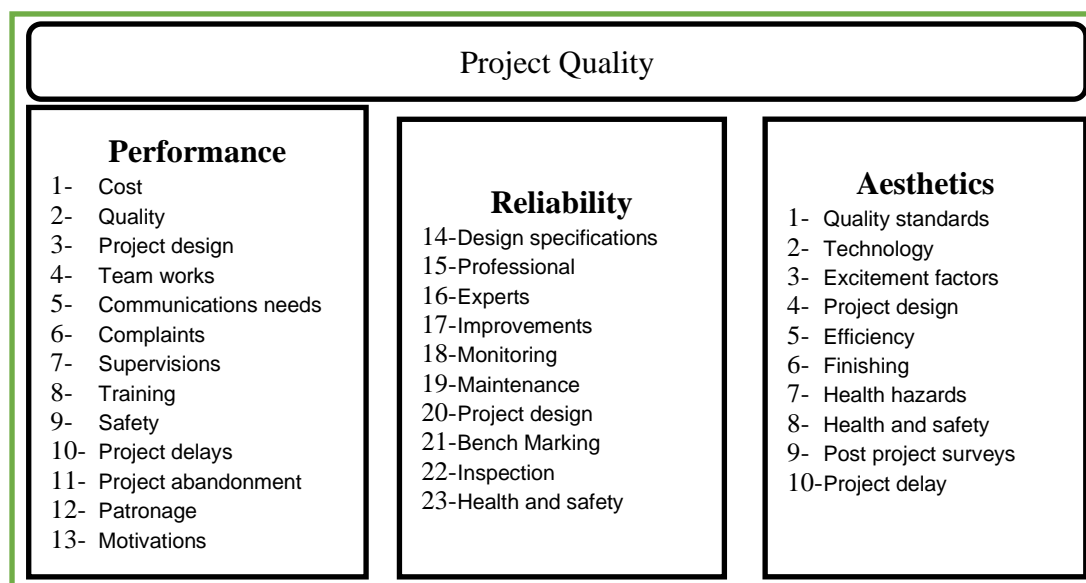 Project Quality
Performance
1- Cost
2- Quality
3- Project design
4- Team works
5- Communications needs
6- Complaints
7- Supervisions
8- Training
9- Safety
10- Project delays
11- Project abandonment
12- Patronage
13- Motivations
Reliability
14-Design specifications
15-Professional
16-Experts
17-Improvements
18-Monitoring
19-Maintenance
20-Project design
21-Bench Marking
22-Inspection
23-Health and safety
Aesthetics
1- Quality standards
2- Technology
3- Excitement factors
4- Project design
5- Efficiency
6- Finishing
7- Health hazards
8- Health and safety
9- Post project surveys
10-Project delay